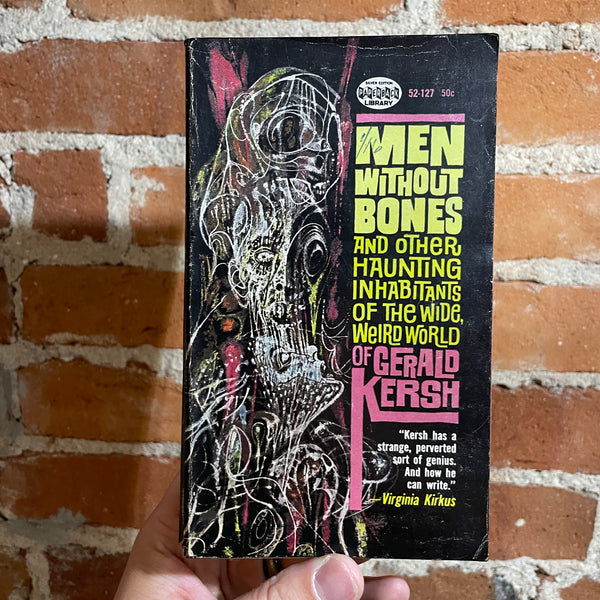 SILVER EDITION
PAPERBACK
LIBRARY
52-127 50c
MEN
WITHOUT
BONES
AND OTHER
HAUNTING
INHABITANTS
OF THE WIDE,
WEIRD WORLD
OF GERALD
KERSH
"Kersh has a
strange, perverted
sort of genius.
And how he
can write."
—Virginia Kirkus